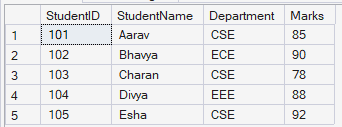 StudentID StudentName Department Marks
1 101 Aarav CSE 85
2 102 Bhavya ECE 90
3 103 Charan CSE 78
4 104 Divya EEE 88
5 105 Esha CSE 92